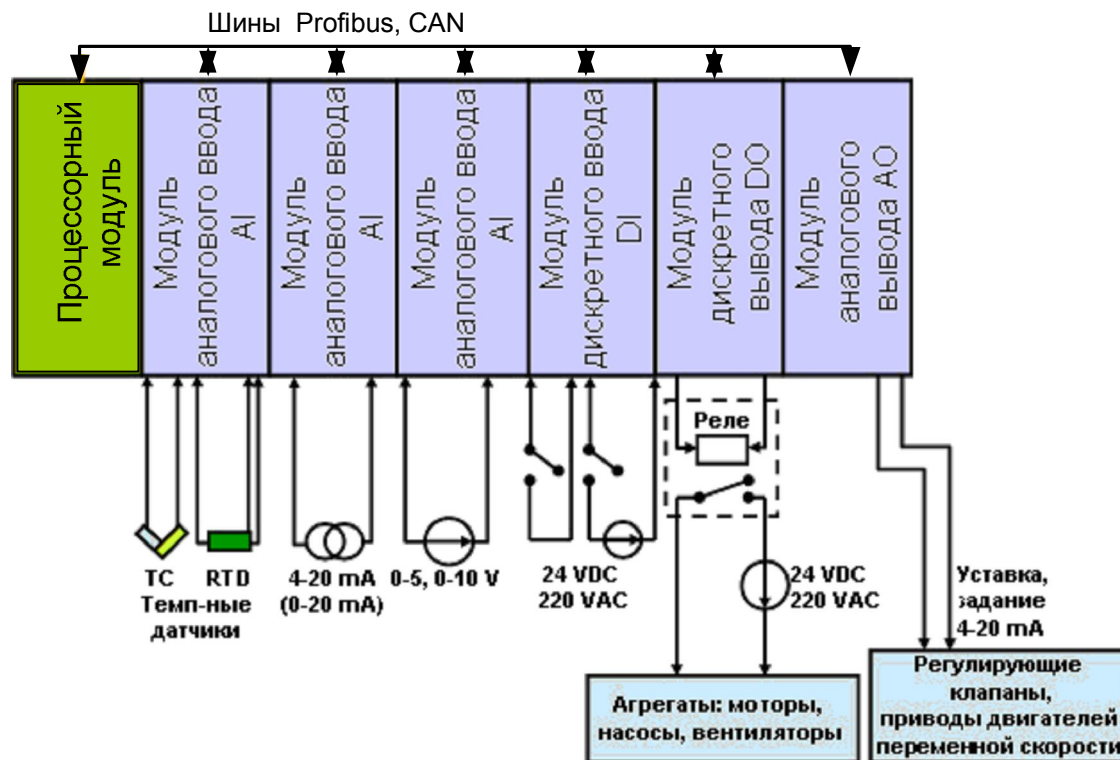 Шины Profibus, CAN
Процессорный
модуль
Модуль
аналогового ввода
AI
Модуль
аналогового ввода
AI
Модуль
аналогового ввода
AI
Модуль
дискретного ввода
DI
Модуль
дискретного
вывода DO
Модуль
аналогового
вывода AO
Реле
TC RTD
Темп-ные
датчики
4-20 mA
(0-20 mA)
0-5, 0-10 V
24 VDC
220 VAC
24 VDC
220 VAC
Уставка,
задание
4-20 mA
Агрегаты: моторы,
насосы, вентиляторы
Регулирующие
клапаны,
приводы двигателей
переменной скорости